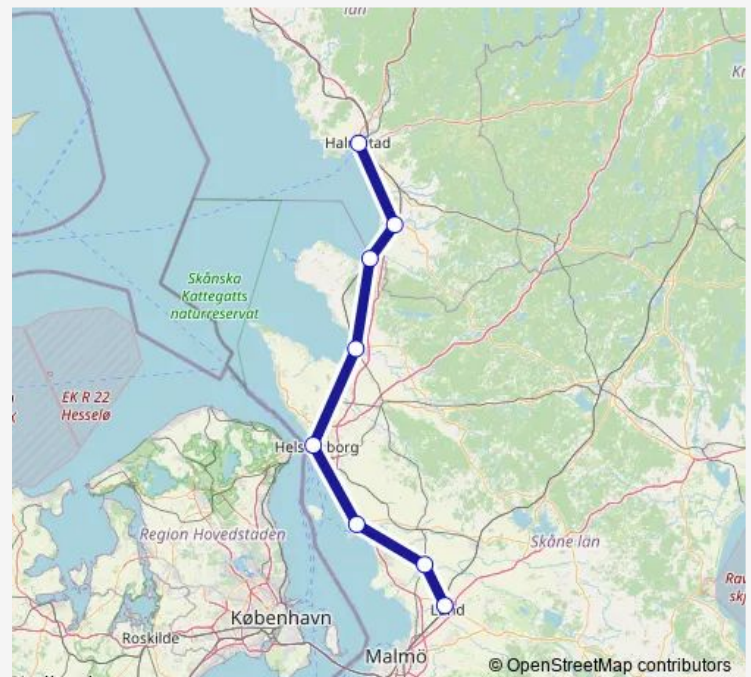 län
Kr
Halmstad
Skånska
Kattegatts
naturreservat
EK R 22
Hesselø
Helsingborg
Region Hovedstaden
Skåne län
København
Roskilde
Lund
Malmö
© OpenStreetMap contributors